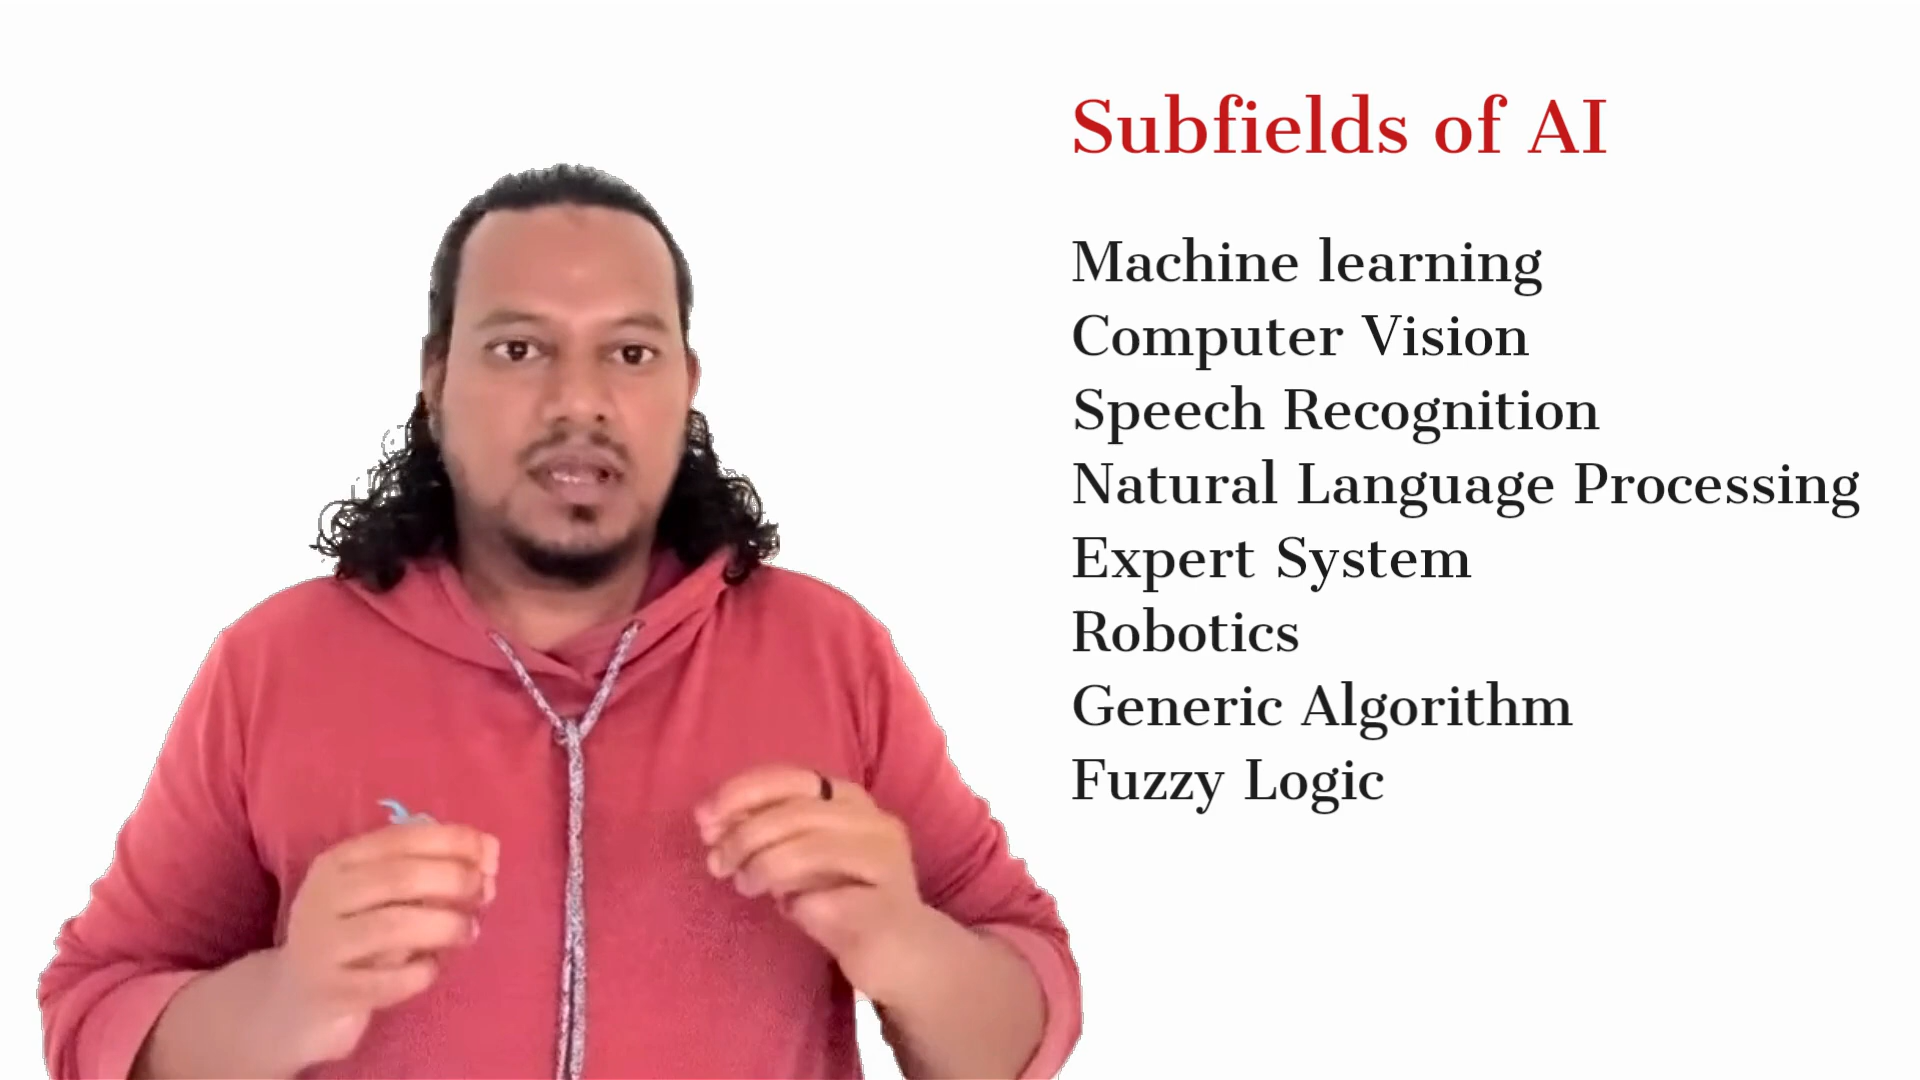 Subfields of AI
Machine learning
Computer Vision
Speech Recognition
Natural Language Processing
Expert System
Robotics
Generic Algorithm
Fuzzy Logic